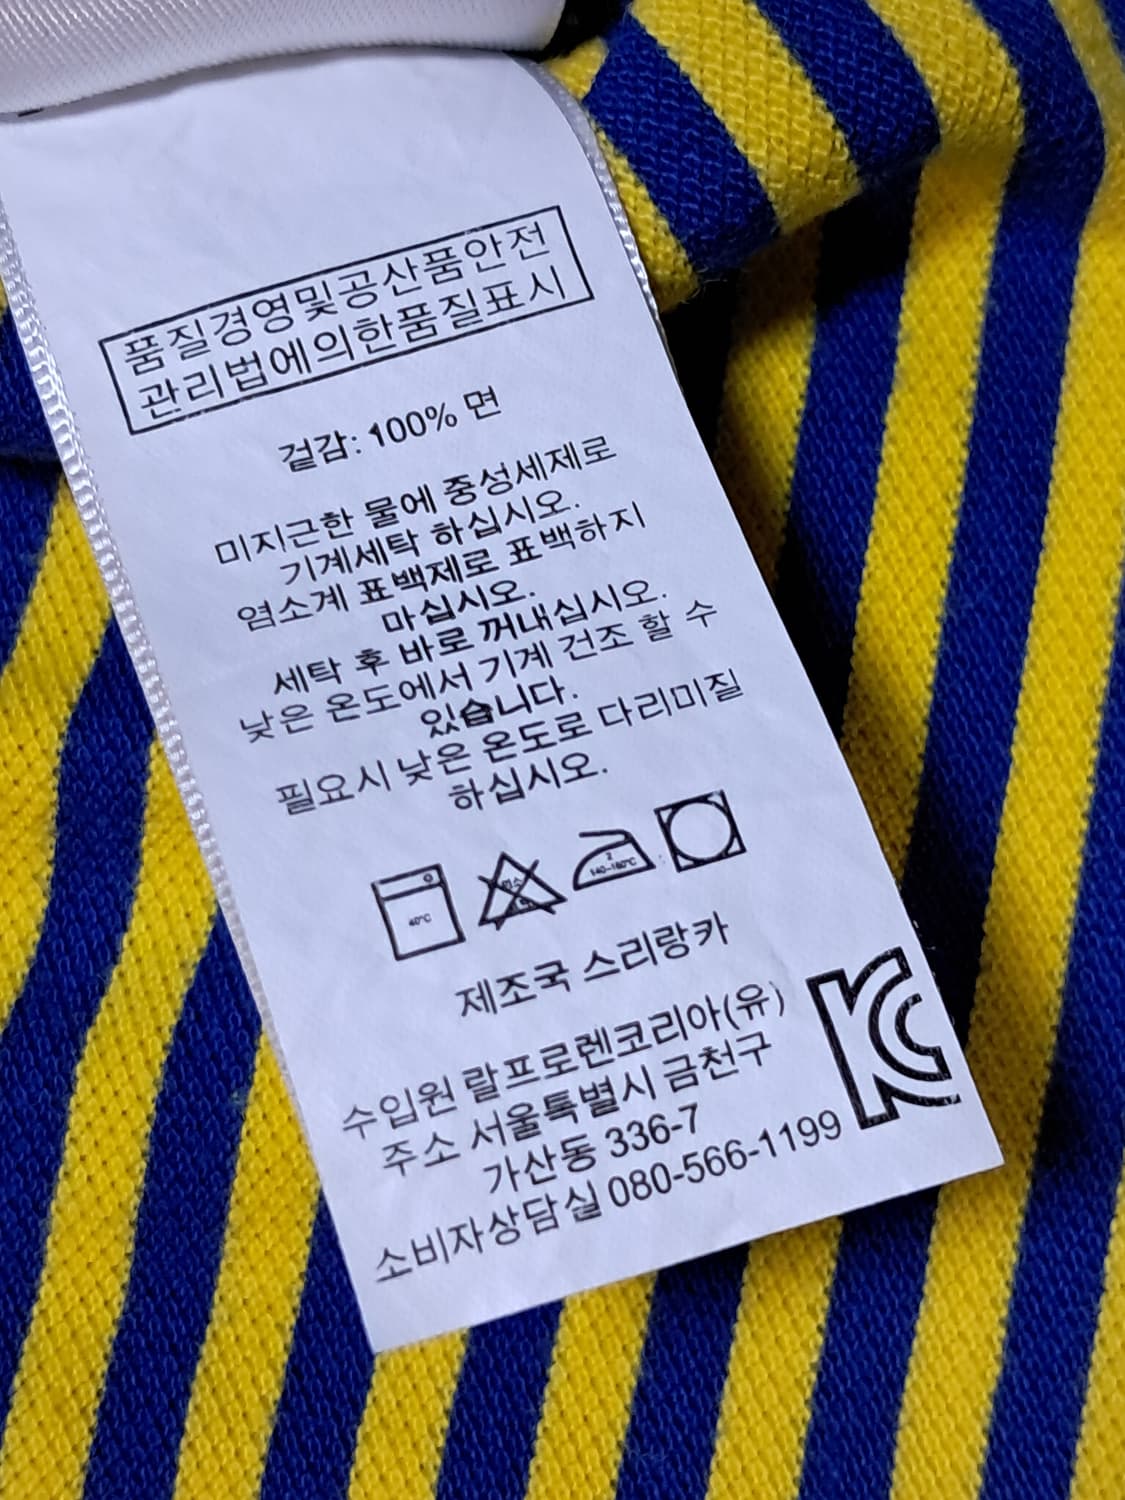 품질경영및공산품안전
관리법에의한품질표시
겉감: 100% 면
미지근한 물에 중성세제로
기계세탁 하십시오.
염소계 표백제로 표백하지
마십시오.
세탁 후 바로 꺼내십시오.
낮은 온도에서 기계 건조 할 수
있습니다.
필요시 낮은 온도로 다리미질
하십시오.
40°C
염소
2
140~160°C
제조국 스리랑카
수입원 랄프로렌코리아(유)
주소 서울특별시 금천구
가산동 336-7
소비자상담실 080-566-1199
KC